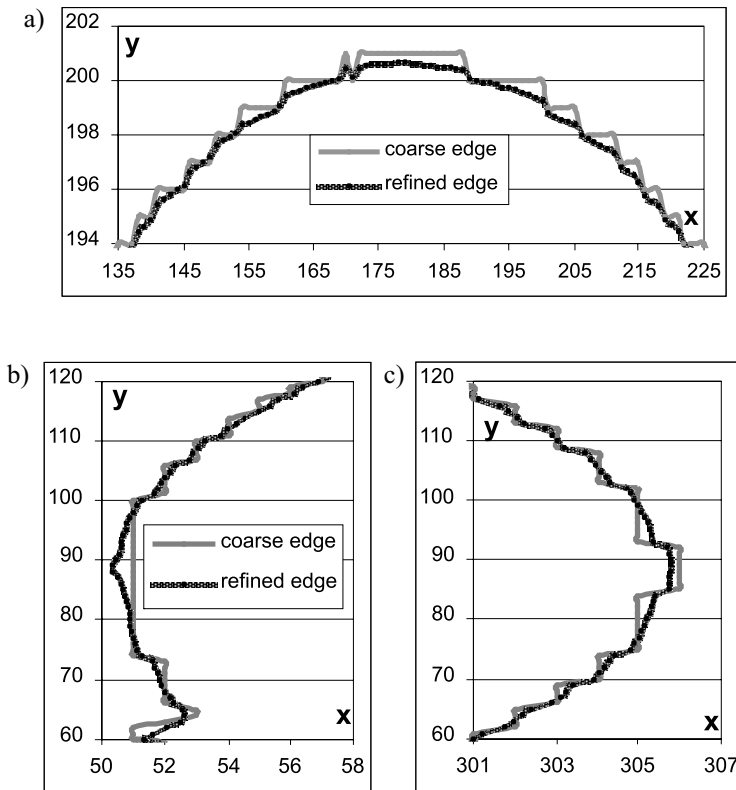 a)
202
y
200
198
coarse edge
refined edge
196
x
194
135 145 155 165 175 185 195 205 215 225
b)
120
y
110
100
coarse edge
90
refined edge
80
70
x
60
50 52 54 56 58
c)
120
y
110
100
90
80
70
x
60
301 303 305 307